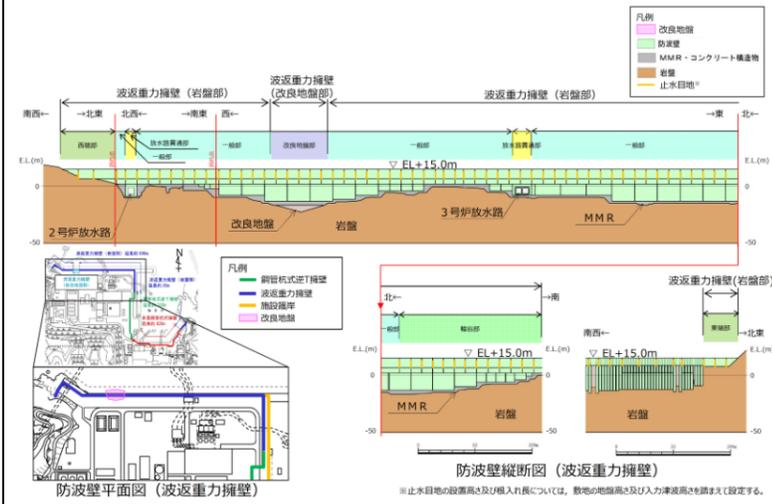 凡例
改良地盤
防波壁
MMR・コンクリート構造物
岩盤
止水目地※
波返重力擁壁（岩盤部）
波返重力擁壁
（改良地盤部）
波返重力擁壁（岩盤部）
南西← →北東 北西← →南東 西← →東 北←
西端部
放水路貫通部
一般部
一般部
改良地盤部
一般部
放水路貫通部
一般部
E.L.(m)
▽ EL+15.0m
E.L.(m)
0
-50
0
-50
2号炉放水路
改良地盤
岩盤
3号炉放水路
MMR
凡例
鋼管杭式逆T擁壁
波返重力擁壁
施設護岸
改良地盤
N
防波壁平面図（波返重力擁壁）
北← →南
一般部
輪谷部
E.L.(m)
▽ EL+15.0m
E.L.(m)
0
-50
0
-50
MMR
岩盤
波返重力擁壁(岩盤部)
東端部
南西← →北東
E.L.(m)
▽ EL+15.0m
E.L.(m)
0
-50
0
-50
岩盤
防波壁縦断図（波返重力擁壁）
※止水目地の設置高さ及び根入れ長については，敷地の地盤高さ及び入力津波高さを踏まえて設定する。